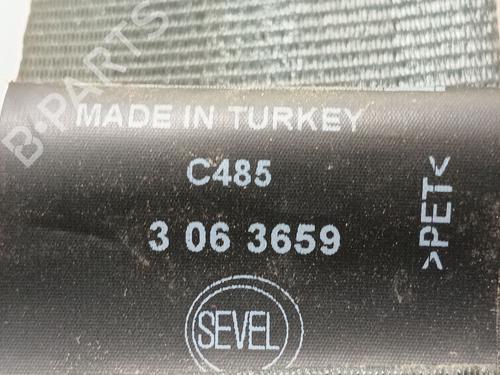 B-PARTS
MADE IN TURKEY
C485
3 06 3659
>PET<
SEVEL